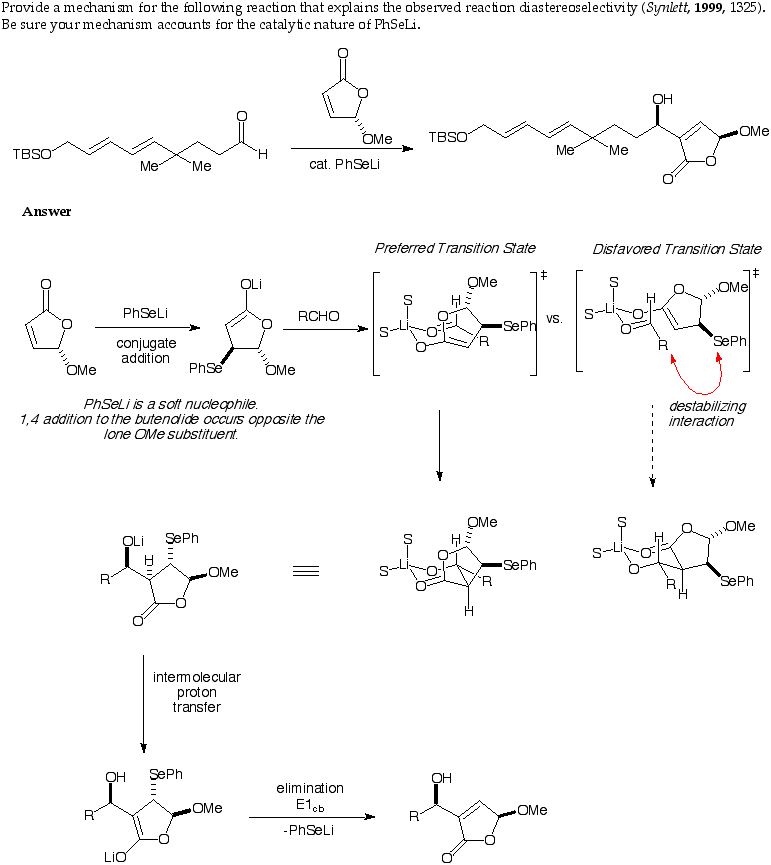 Provide a mechanism for the following reaction that explains the observed reaction diastereoselectivity (Synlett, 1999, 1325).
Be sure your mechanism accounts for the catalytic nature of PhSeLi.
O
O
OMe
cat. PhSeLi
TBSO
Me
Me
O
H
TBSO
Me
Me
OH
OMe
O
O
Answer
Preferred Transition State
Disfavored Transition State
O
O
OMe
PhSeLi
conjugate
addition
OLi
O
PhSe
OMe
RCHO
S
S
Li
O
O
O
H
OMe
SePh
R
‡
vs.
S
S
Li
O
O
H
R
O
OMe
SePh
‡
destabilizing
interaction
PhSeLi is a soft nucleophile.
1,4 addition to the butenolide occurs opposite the
lone OMe substituent.
OLi
SePh
H
R
OMe
O
O
S
S
Li
O
O
O
H
OMe
SePh
R
H
S
S
Li
O
O
O
H
OMe
R
H
SePh
intermolecular
proton
transfer
OH
SePh
R
OMe
O
LiO
elimination
E1cb
-PhSeLi
OH
R
OMe
O
O